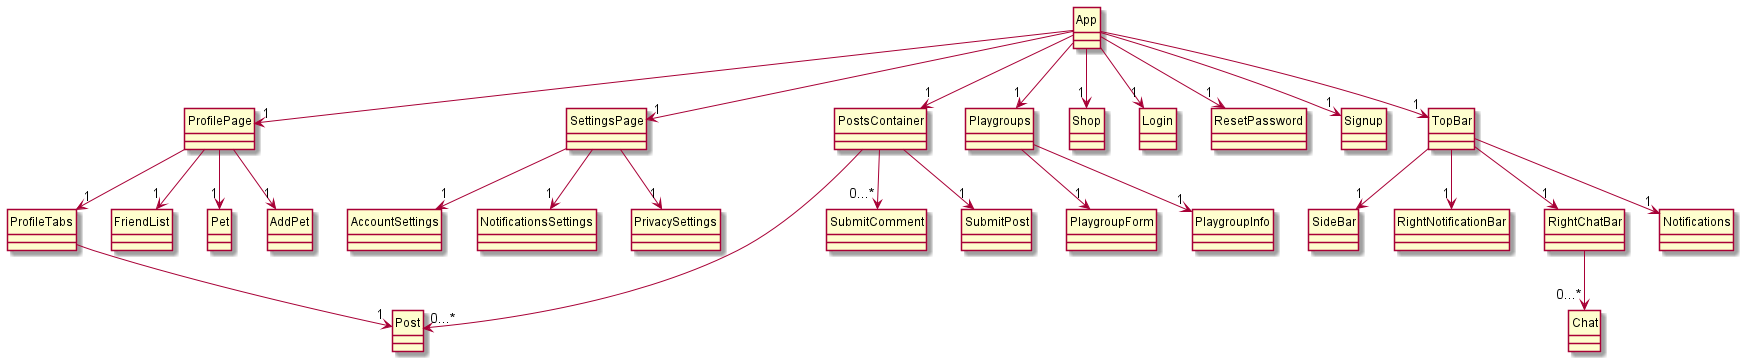 App
1 1 1 1 1 1 1 1 1
ProfilePage SettingsPage PostsContainer Playgroups Shop Login ResetPassword Signup TopBar
1 1 1 1 1 1 1 0...* 1 1 1 1 1 1 1
ProfileTabs FriendList Pet AddPet AccountSettings NotificationsSettings PrivacySettings SubmitComment SubmitPost PlaygroupForm PlaygroupInfo SideBar RightNotificationBar RightChatBar Notifications
1 0...* 0...*
Post Chat